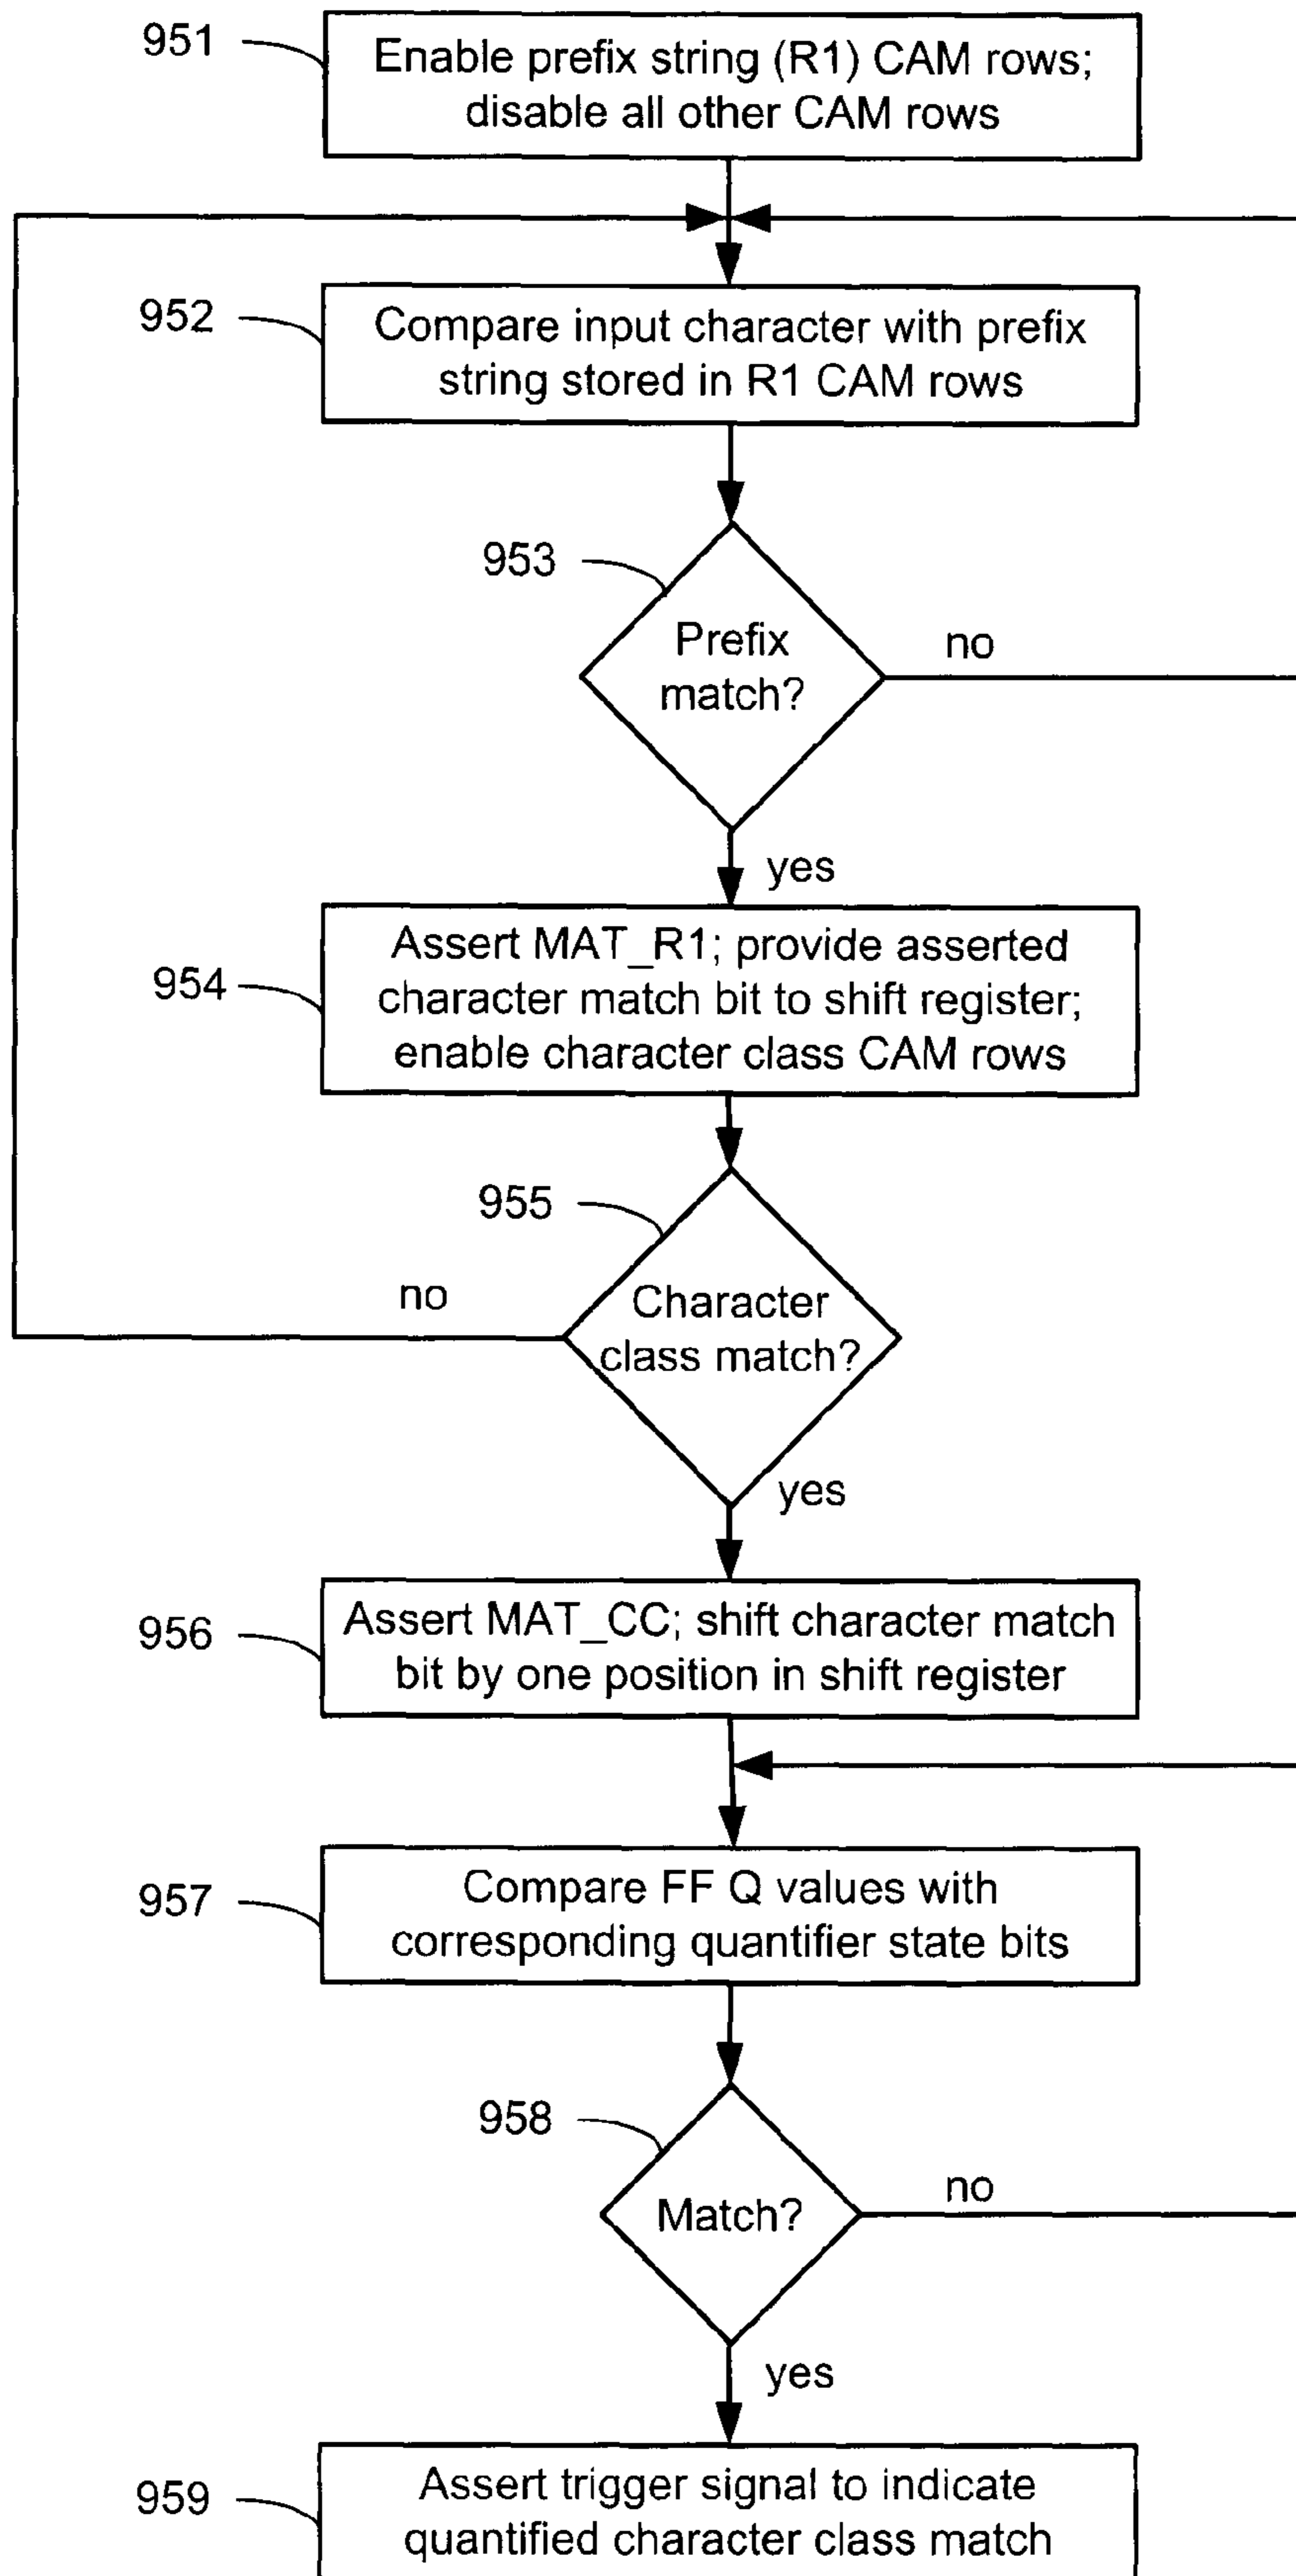 951
Enable prefix string (R1) CAM rows;
disable all other CAM rows
952
Compare input character with prefix
string stored in R1 CAM rows
953
Prefix
match?
no
yes
954
Assert MAT_R1; provide asserted
character match bit to shift register;
enable character class CAM rows
955
Character
class match?
no
yes
956
Assert MAT_CC; shift character match
bit by one position in shift register
957
Compare FF Q values with
corresponding quantifier state bits
958
Match?
no
yes
959
Assert trigger signal to indicate
quantified character class match